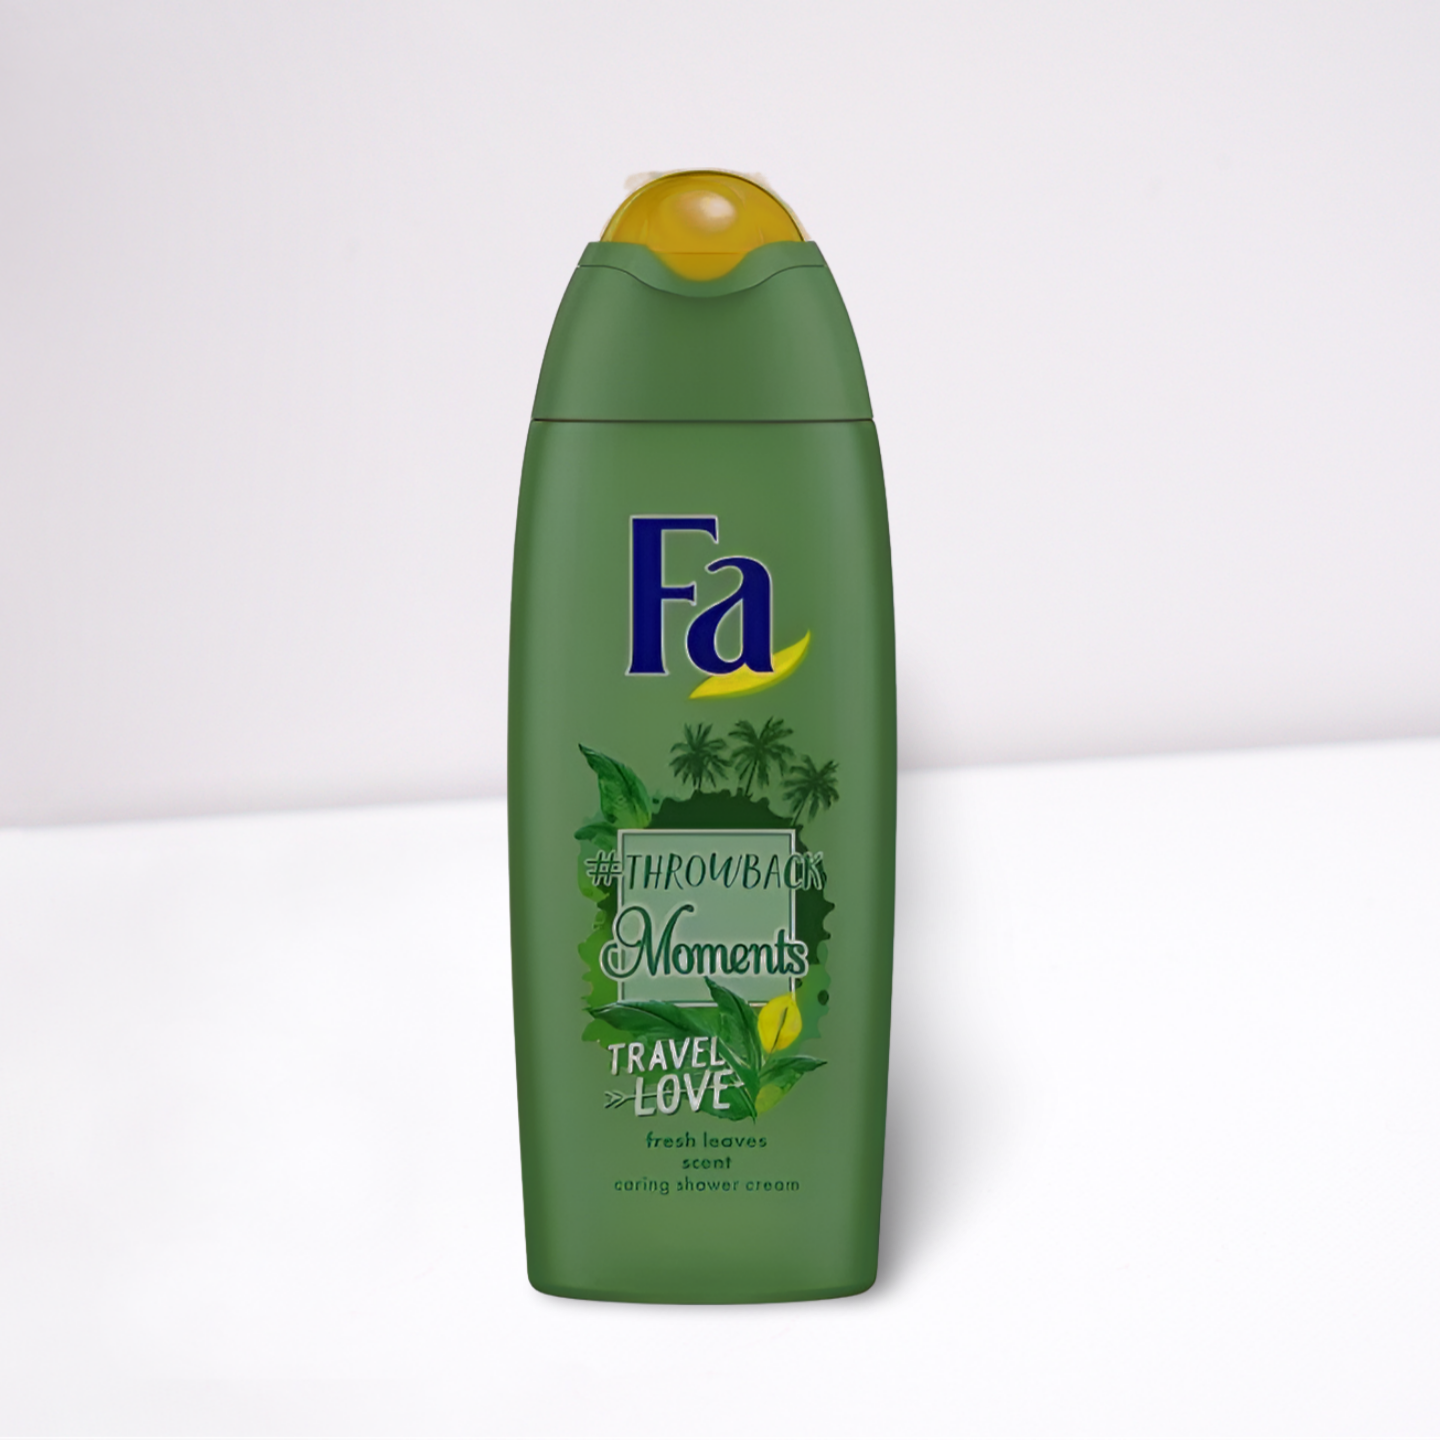 Fa
#THROWBACK
Moments
TRAVEL
LOVE
fresh leaves
scent
caring shower cream